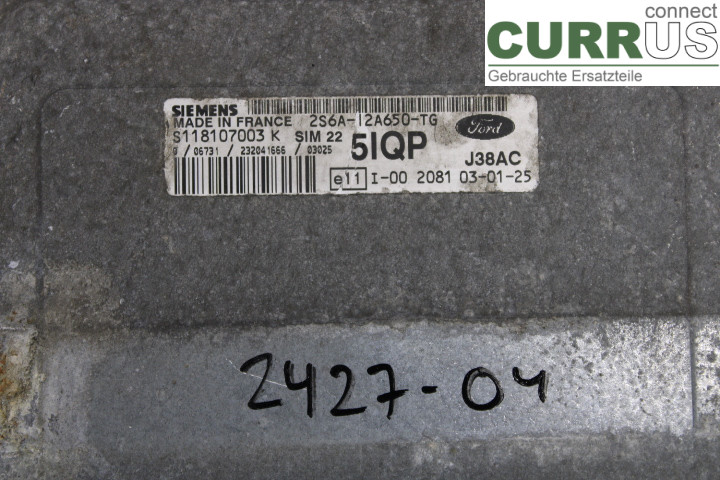 connect
CURRUS
Gebrauchte Ersatzteile
SIEMENS
MADE IN FRANCE 2S6A-12A650-TG
S118107003 K SIM 22
Ford
0 / 06731 / 232041666 / 03025
5IQP
J38AC
e11 I-00 2081 03-01-25
2427-04